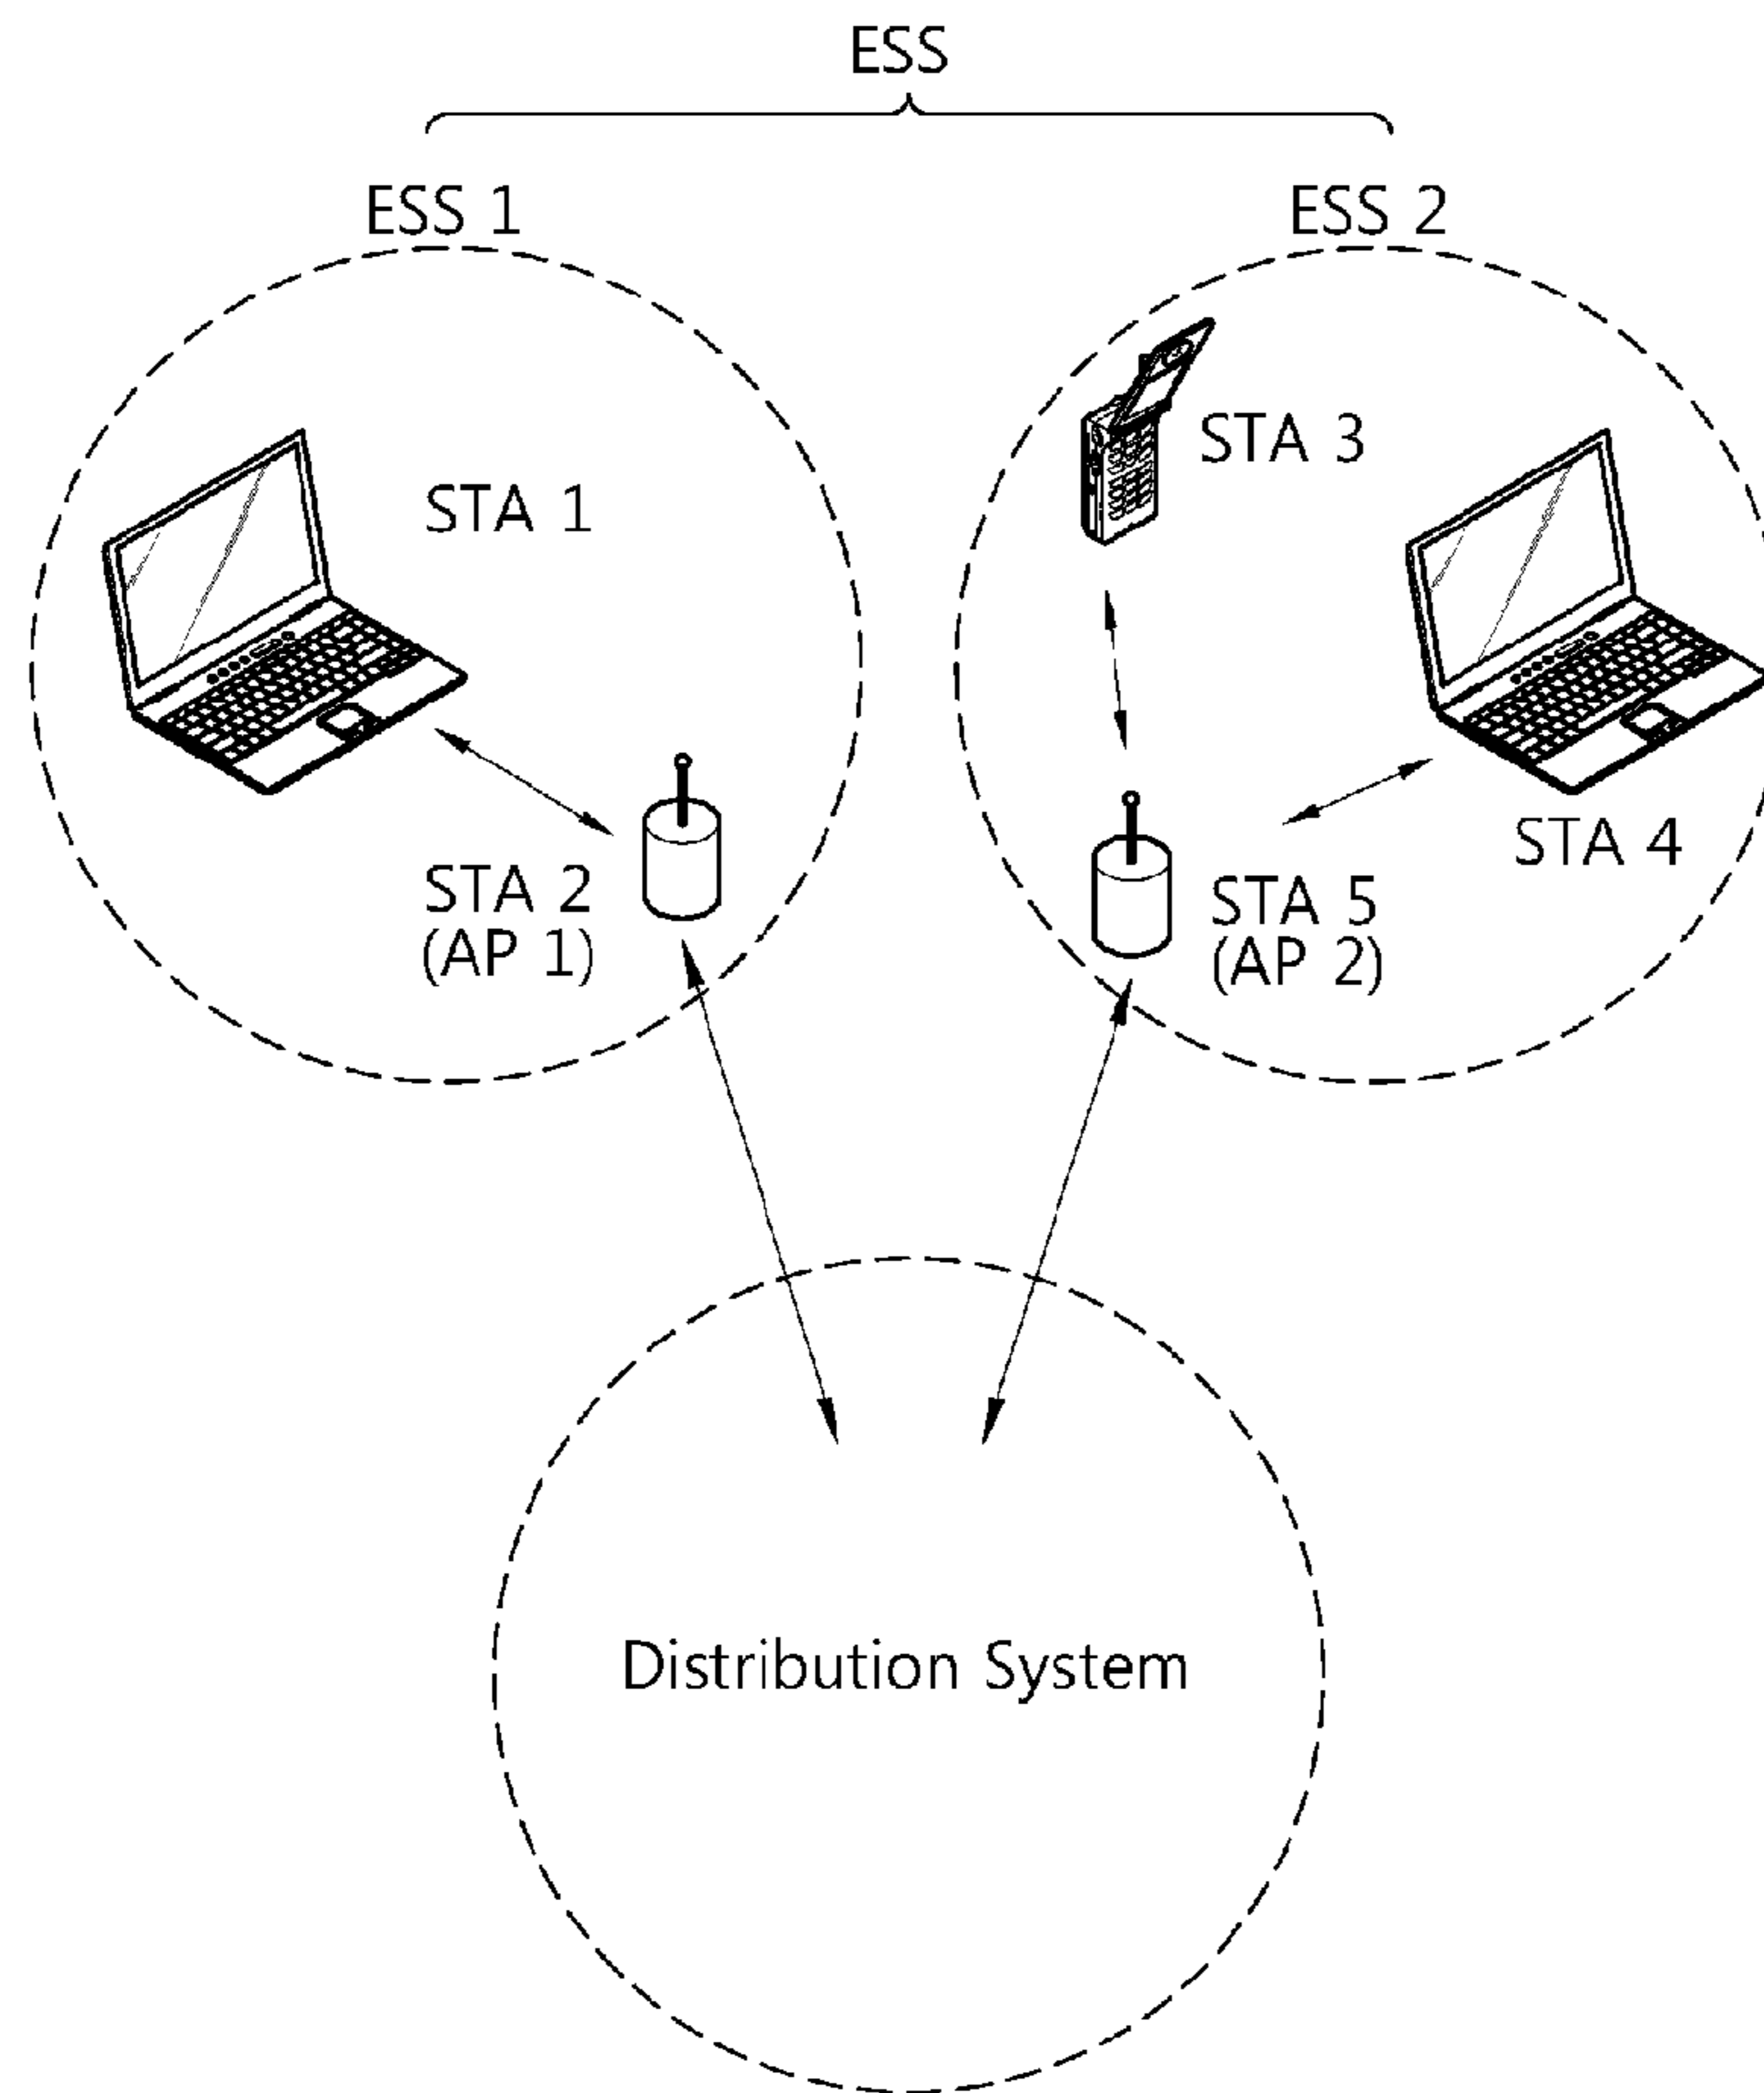 ESS
ESS 1
ESS 2
STA 1
STA 3
STA 2
(AP 1)
STA 5
(AP 2)
STA 4
Distribution System